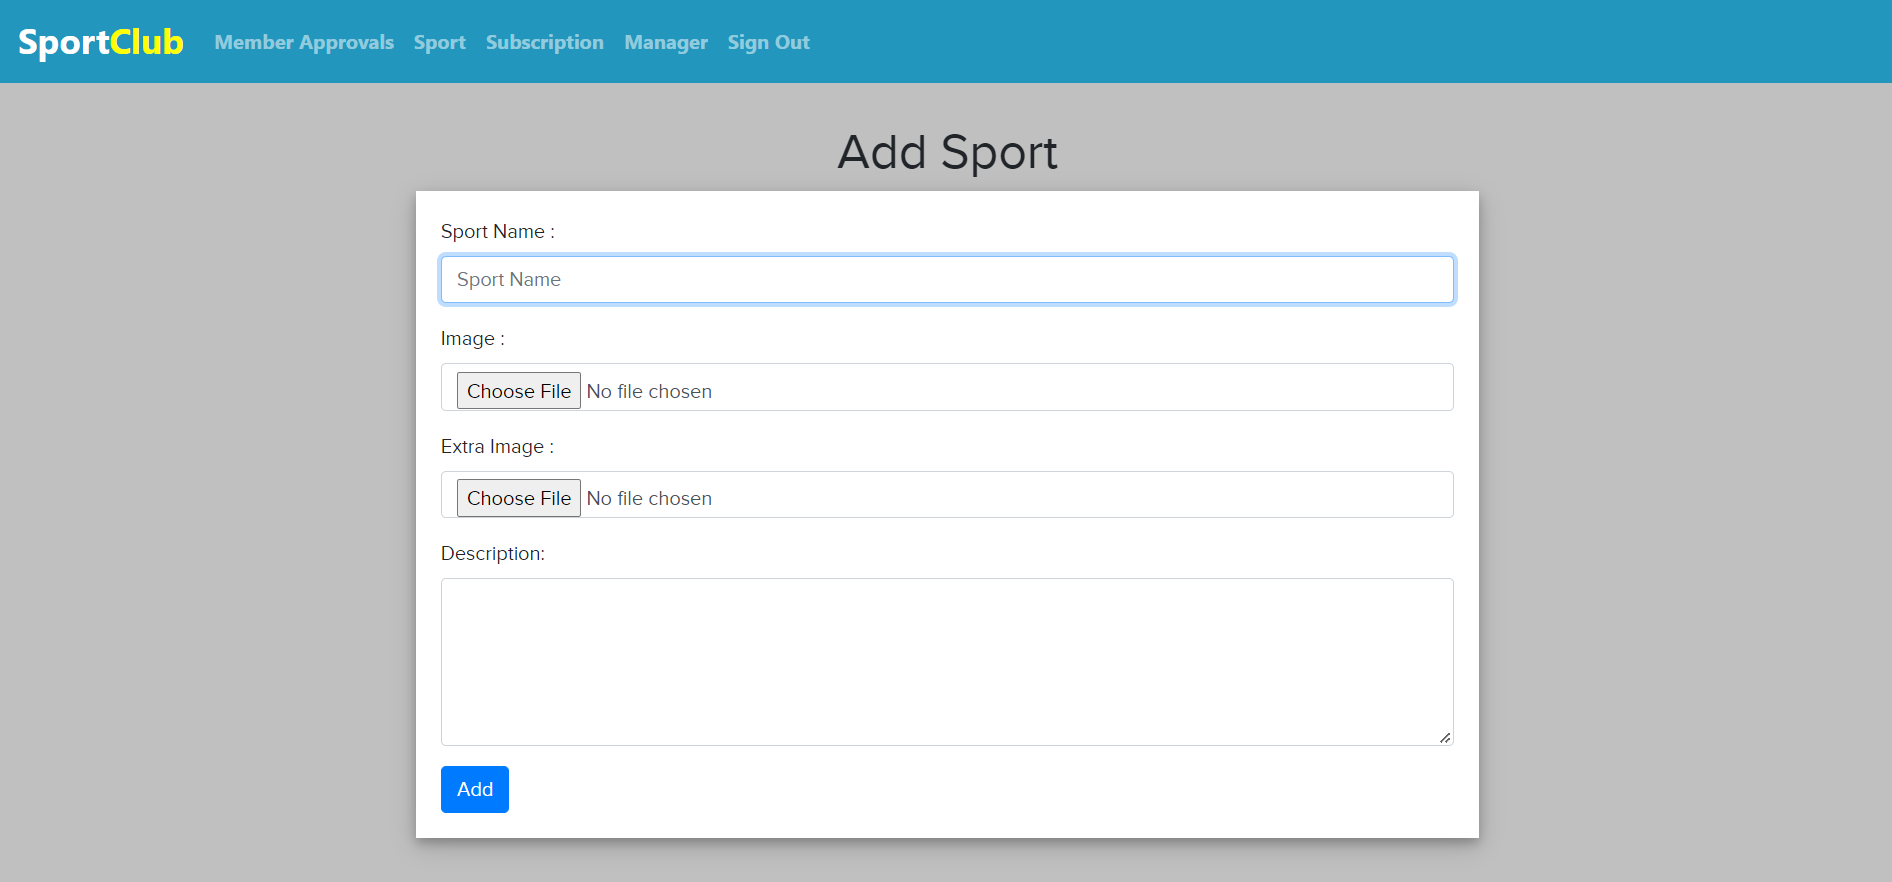 SportClub Member Approvals Sport Subscription Manager Sign Out
Add Sport
Sport Name :
Sport Name
Image :
Choose File No file chosen
Extra Image :
Choose File No file chosen
Description:
Add